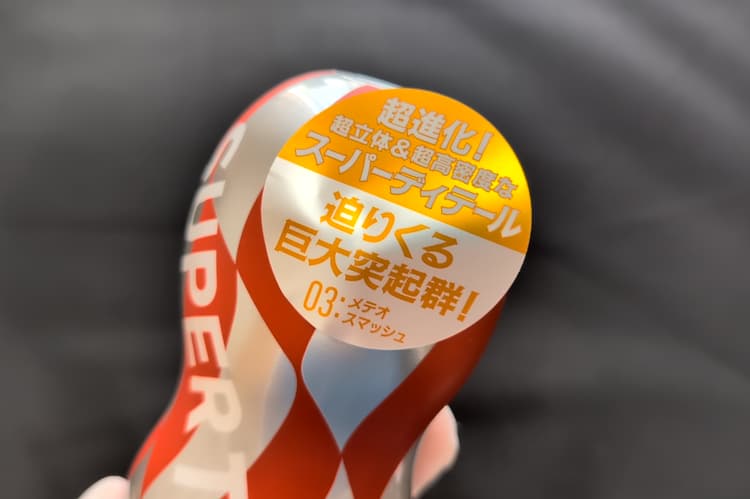 超進化!
超立体&超高密度な
スーパーディテール
迫りくる
巨大突起群!
03:メテオ
スマッシュ
SUPERT